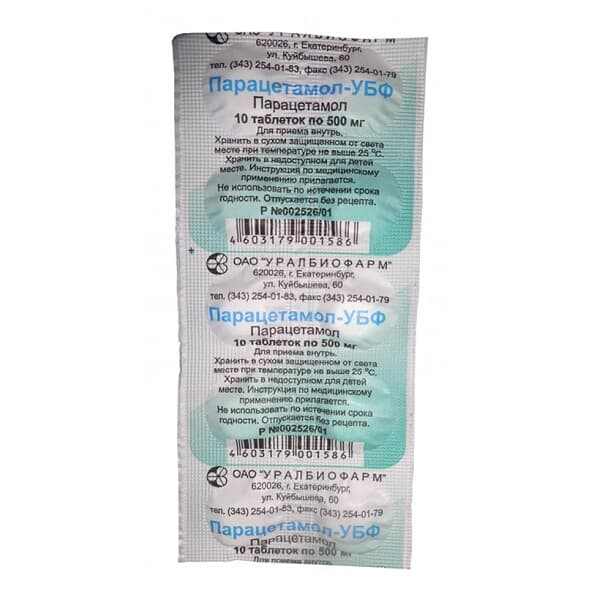 ОАО "УРАЛБИОФАРМ"
620026, г. Екатеринбург,
ул. Куйбышева, 60
тел. (343) 254-01-83, факс (343) 254-01-79
Парацетамол-УБФ
Парацетамол
10 таблеток по 500 мг
Для приема внутрь.
Хранить в сухом защищенном от света
месте при температуре не выше 25 °С.
Хранить в недоступном для детей
месте. Инструкция по медицинскому
применению прилагается.
Не использовать по истечении срока
годности. Отпускается без рецепта.
Р №002526/01
4 603179 001586
ОАО "УРАЛБИОФАРМ"
620026, г. Екатеринбург,
ул. Куйбышева, 60
тел. (343) 254-01-83, факс (343) 254-01-79
Парацетамол-УБФ
Парацетамол
10 таблеток по 500 мг
Для приема внутрь.
Хранить в сухом защищенном от света
месте при температуре не выше 25 °С.
Хранить в недоступном для детей
месте. Инструкция по медицинскому
применению прилагается.
Не использовать по истечении срока
годности. Отпускается без рецепта.
Р №002526/01
4 603179 001586
ОАО "УРАЛБИОФАРМ"
620026, г. Екатеринбург,
ул. Куйбышева, 60
тел. (343) 254-01-83, факс (343) 254-01-79
Парацетамол-УБФ
Парацетамол
10 таблеток по 500 мг
Для приема внутрь.